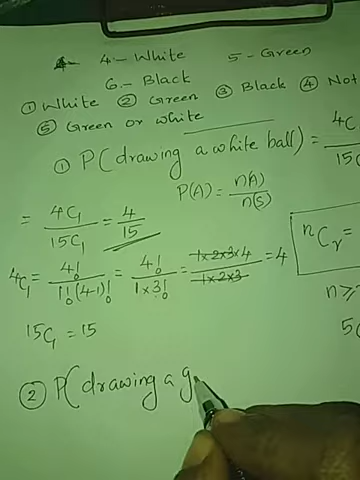 4 - White 5 - Green
6 - Black
① White ② Green ③ Black ④ Not
⑤ Green or white
① P(drawing a white ball) = 4C / 15C
P(A) = n(A) / n(S)
= 4C₁ / 15C₁ = 4 / 15
4C₁ = 4! / 1!(4-1)! = 4! / 1×3! = 1×2×3×4 / 1×2×3 = 4
nCr =
15C₁ = 15
n ≥
5C
② P(drawing a g